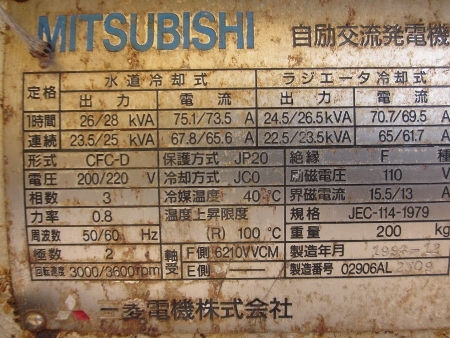 MITSUBISHI 自励交流発電機
定格 水道冷却式 ラジエータ冷却式
出力 電流 出力 電流
1時間 26/28 kVA 75.1/73.5 A 24.5/26.5 kVA 70.7/69.5 A
連続 23.5/25 kVA 67.8/65.6 A 22.5/23.5 kVA 65/61.7 A
形式 CFC-D 保護方式 JP20 絶縁 F 種
電圧 200/220 V 冷却方式 JC0 励磁電圧 110 V
相数 3 冷媒温度 40℃ 界磁電流 15.5/13 A
力率 0.8 温度上昇限度 規格 JEC-114-1979
周波数 50/60 Hz (R) 100 ℃ 重量 200 kg
極数 2 軸受 F側 6210VVCM 製造年月
回転速度 3000/3600rpm E側 —— 製造番号 02906AL
三菱電機株式会社